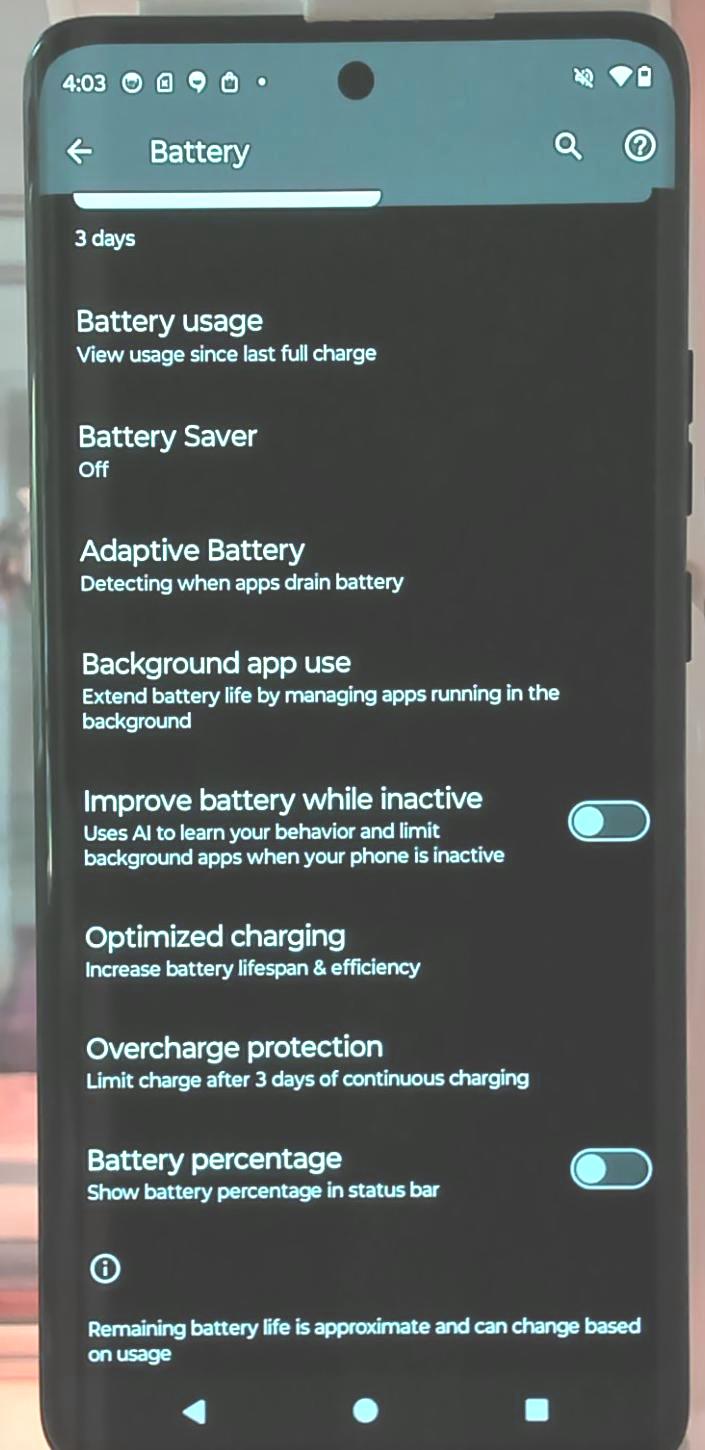 4:03
Battery
3 days
Battery usage
View usage since last full charge
Battery Saver
Off
Adaptive Battery
Detecting when apps drain battery
Background app use
Extend battery life by managing apps running in the
background
Improve battery while inactive
Uses AI to learn your behavior and limit
background apps when your phone is inactive
Optimized charging
Increase battery lifespan & efficiency
Overcharge protection
Limit charge after 3 days of continuous charging
Battery percentage
Show battery percentage in status bar
Remaining battery life is approximate and can change based
on usage